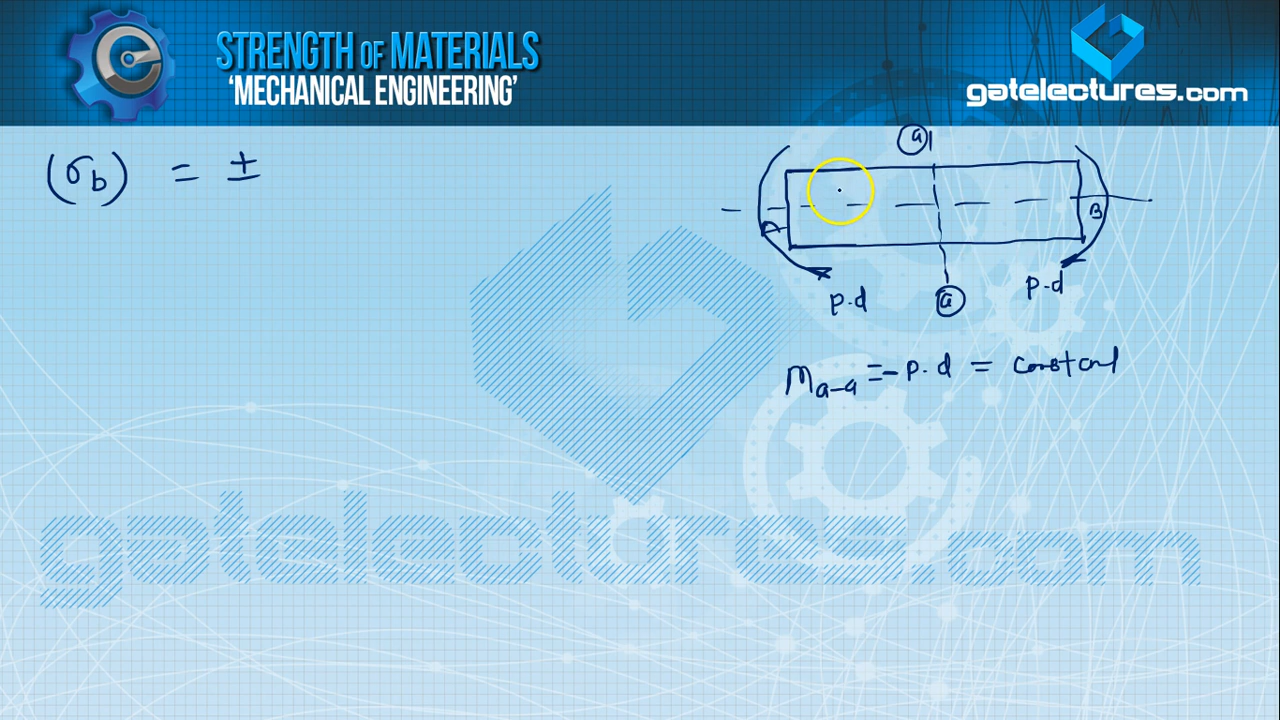 STRENGTH OF MATERIALS
'MECHANICAL ENGINEERING'
gatelectures.com
(σb) = ±
a
A
B
p.d
a
p.d
Ma-a = -p.d = constant
gatelectures.com